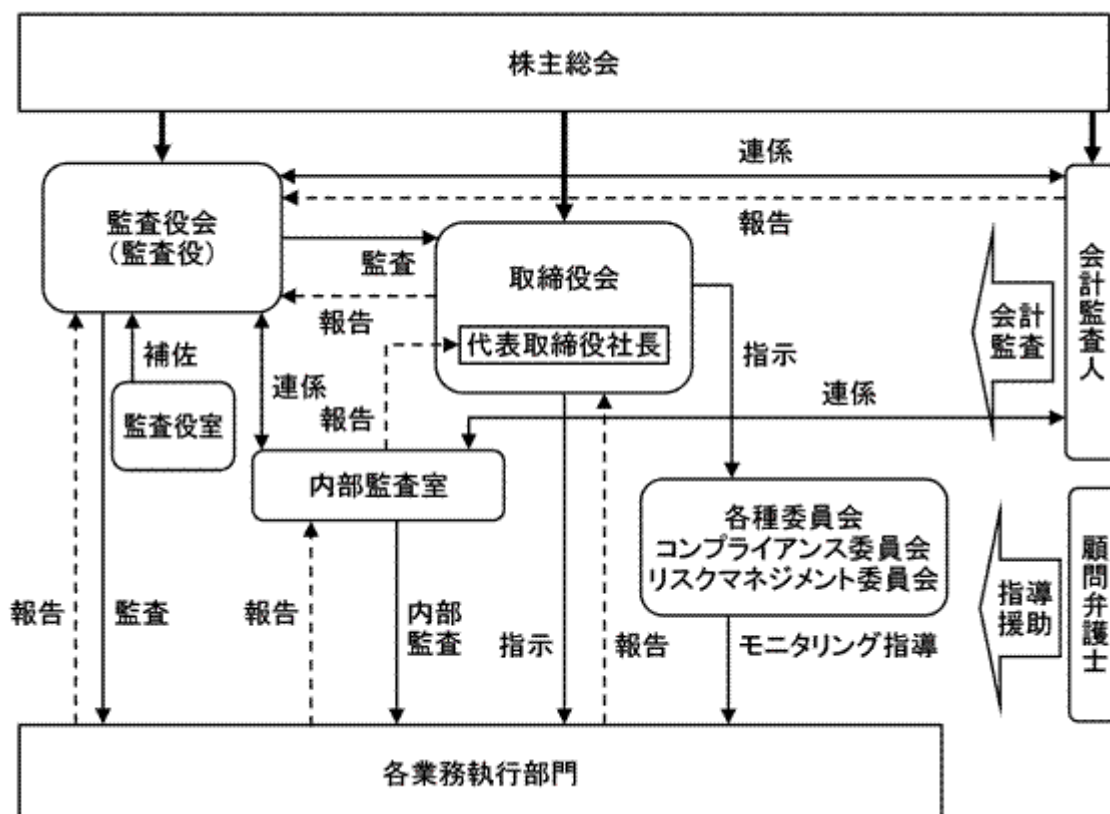 株主総会
連係
報告
監査役会
（監査役）
監査
報告
取締役会
代表取締役社長
会計監査人
会計
監査
指示
補佐
監査役室
連係
報告
連係
内部監査室
各種委員会
コンプライアンス委員会
リスクマネジメント委員会
顧問弁護士
指導
援助
報告
監査
報告
内部
監査
指示
報告
モニタリング指導
各業務執行部門